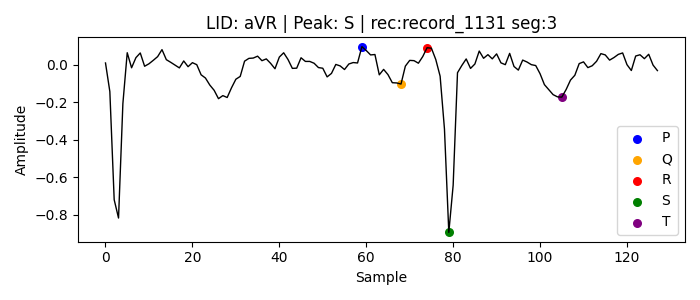 LID: aVR | Peak: S | rec:record_1131 seg:3
Amplitude
0.0
−0.2
−0.4
−0.6
−0.8
P
Q
R
S
T
0 20 40 60 80 100 120
Sample